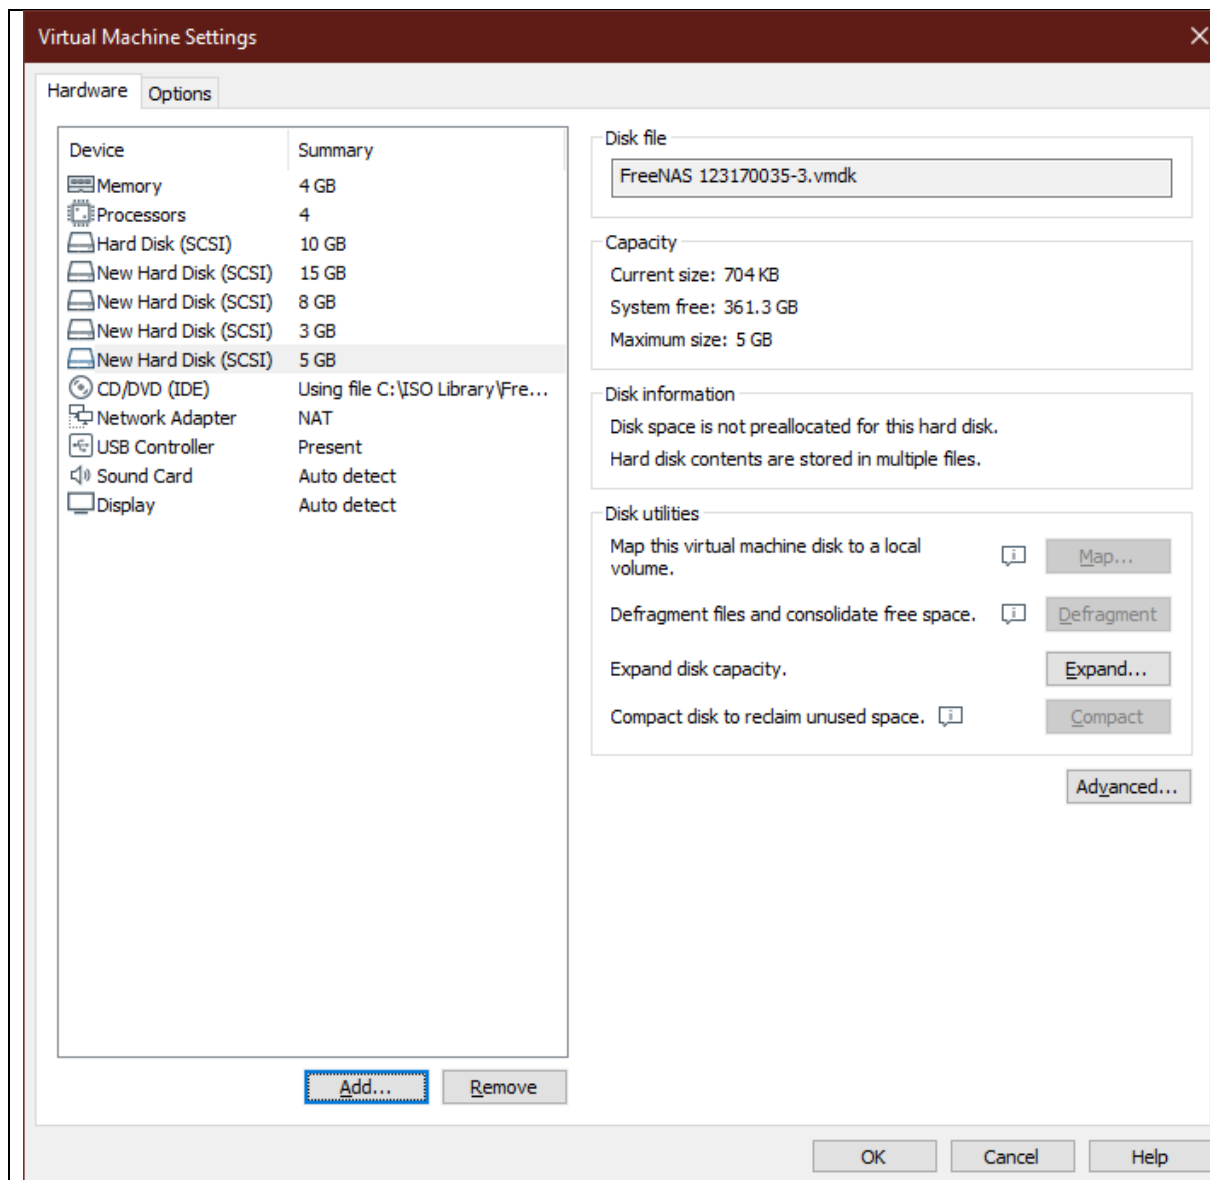 Virtual Machine Settings
Hardware
Options
Device Summary
Memory 4 GB
Processors 4
Hard Disk (SCSI) 10 GB
New Hard Disk (SCSI) 15 GB
New Hard Disk (SCSI) 8 GB
New Hard Disk (SCSI) 3 GB
New Hard Disk (SCSI) 5 GB
CD/DVD (IDE) Using file C:\ISO Library\Fre...
Network Adapter NAT
USB Controller Present
Sound Card Auto detect
Display Auto detect
Add... Remove
Disk file
FreeNAS 123170035-3.vmdk
Capacity
Current size: 704 KB
System free: 361.3 GB
Maximum size: 5 GB
Disk information
Disk space is not preallocated for this hard disk.
Hard disk contents are stored in multiple files.
Disk utilities
Map this virtual machine disk to a local
volume.
Map...
Defragment files and consolidate free space. Defragment
Expand disk capacity. Expand...
Compact disk to reclaim unused space. Compact
Advanced...
OK Cancel Help